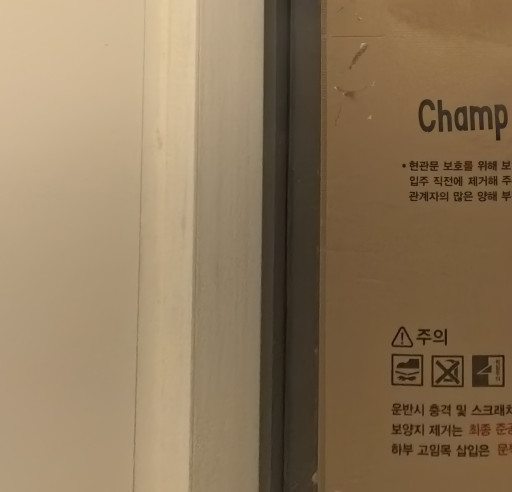 Champ
• 현관문 보호를 위해 보
입주 직전에 제거해 주
관계자의 많은 양해 부
주의
운반시 충격 및 스크래치
보양지 제거는 최종 준공
하부 고임목 삽입은 문